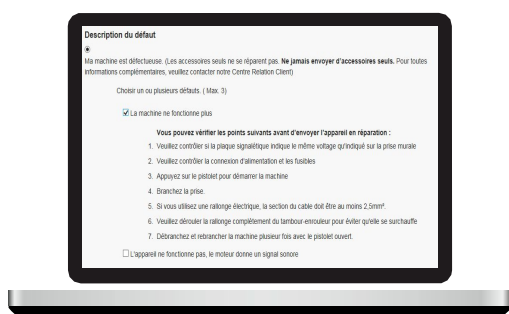 Description du défaut
Ma machine est défectueuse. (Les accessoires seuls ne se réparent pas. Ne jamais envoyer d'accessoires seuls. Pour toutes
informations complémentaires, veuillez contacter notre Centre Relation Client)
Choisir un ou plusieurs défauts. ( Max. 3)
La machine ne fonctionne plus
Vous pouvez vérifier les points suivants avant d'envoyer l'appareil en réparation :
1. Veuillez contrôler si la plaque signalétique indique le même voltage qu'indiqué sur la prise murale
2. Veuillez contrôler la connexion d'alimentation et les fusibles
3. Appuyez sur le pistolet pour démarrer la machine
4. Branchez la prise.
5. Si vous utilisez une rallonge électrique, la section du cable doit être au moins 2,5mm².
6. Veuillez dérouler la rallonge complètement du tambour-enrouleur pour éviter qu'elle se surchauffe
7. Débranchez et rebrancher la machine plusieur fois avec le pistolet ouvert.
L'appareil ne fonctionne pas, le moteur donne un signal sonore